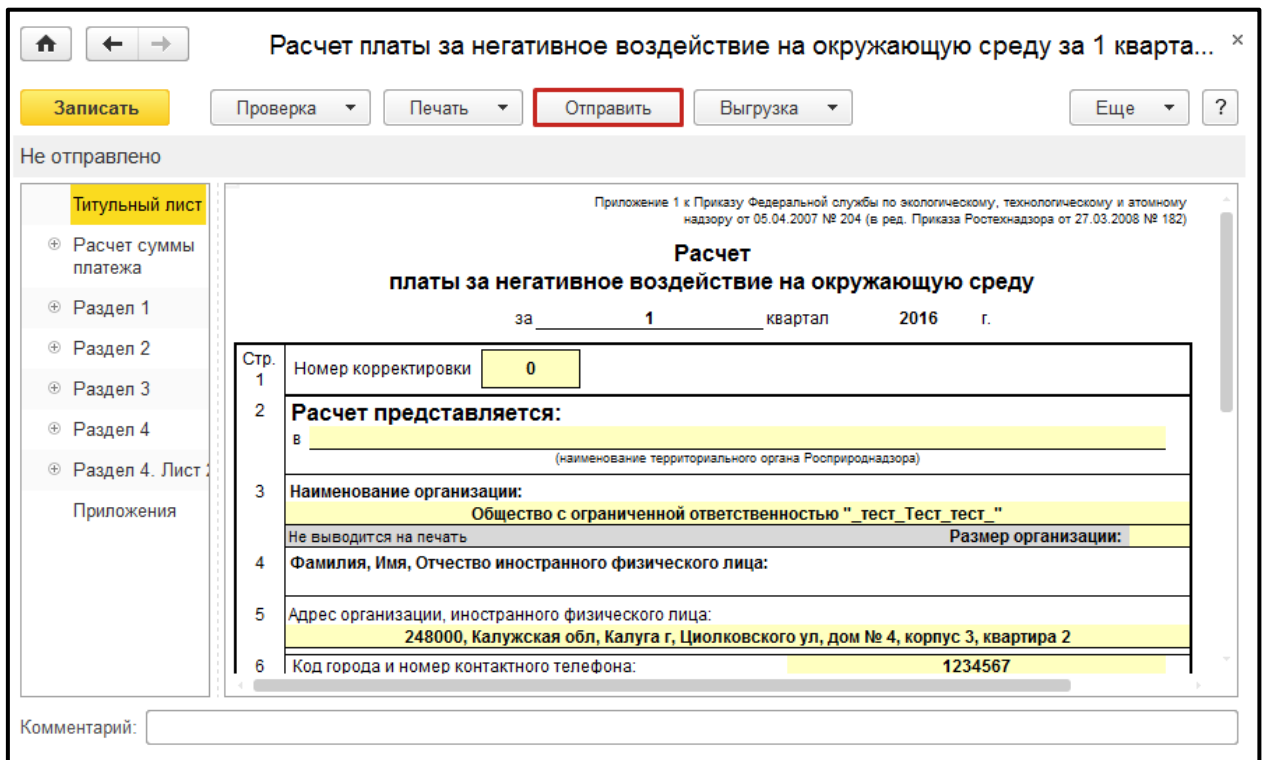 Расчет платы за негативное воздействие на окружающую среду за 1 кварта... ×
Записать Проверка Печать Отправить Выгрузка Еще ?
Не отправлено
Титульный лист
Расчет суммы
платежа
Раздел 1
Раздел 2
Раздел 3
Раздел 4
Раздел 4. Лист
Приложения
Приложение 1 к Приказу Федеральной службы по экологическому, технологическому и атомному
надзору от 05.04.2007 № 204 (в ред. Приказа Ростехнадзора от 27.03.2008 № 182)
Расчет
платы за негативное воздействие на окружающую среду
за 1 квартал 2016 г.
Стр.
1 Номер корректировки 0
2 Расчет представляется:
в
(наименование территориального органа Росприроднадзора)
3 Наименование организации:
Общество с ограниченной ответственностью "_тест_Тест_тест_"
Не выводится на печать Размер организации:
4 Фамилия, Имя, Отчество иностранного физического лица:
5 Адрес организации, иностранного физического лица:
248000, Калужская обл, Калуга г, Циолковского ул, дом № 4, корпус 3, квартира 2
6 Код города и номер контактного телефона: 1234567
Комментарий: